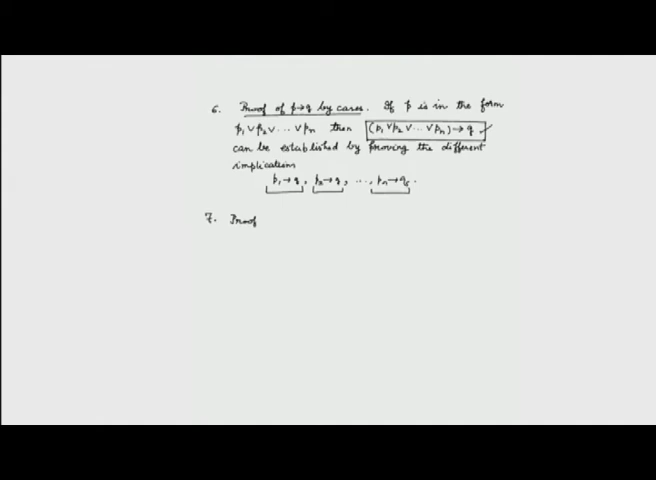 6. Proof of p→q by cases. If p is in the form
p₁ ∨ p₂ ∨ ... ∨ pₙ then (p₁ ∨ p₂ ∨ ... ∨ pₙ) → q ✓
can be established by proving the different
implications
p₁→q, p₂→q, ..., pₙ→q.
7. Proof